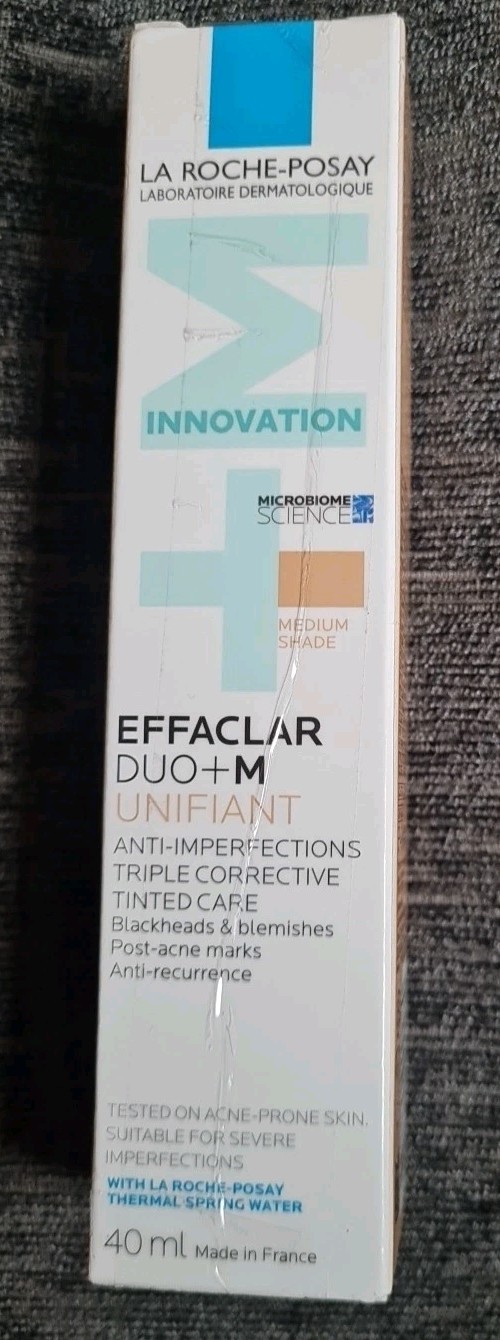 LA ROCHE-POSAY
LABORATOIRE DERMATOLOGIQUE
M
INNOVATION
+
MICROBIOME
SCIENCE
MEDIUM
SHADE
EFFACLAR
DUO+M
UNIFIANT
ANTI-IMPERFECTIONS
TRIPLE CORRECTIVE
TINTED CARE
Blackheads & blemishes
Post-acne marks
Anti-recurrence
TESTED ON ACNE-PRONE SKIN.
SUITABLE FOR SEVERE
IMPERFECTIONS
WITH LA ROCHE-POSAY
THERMAL SPRING WATER
40 ml Made in France